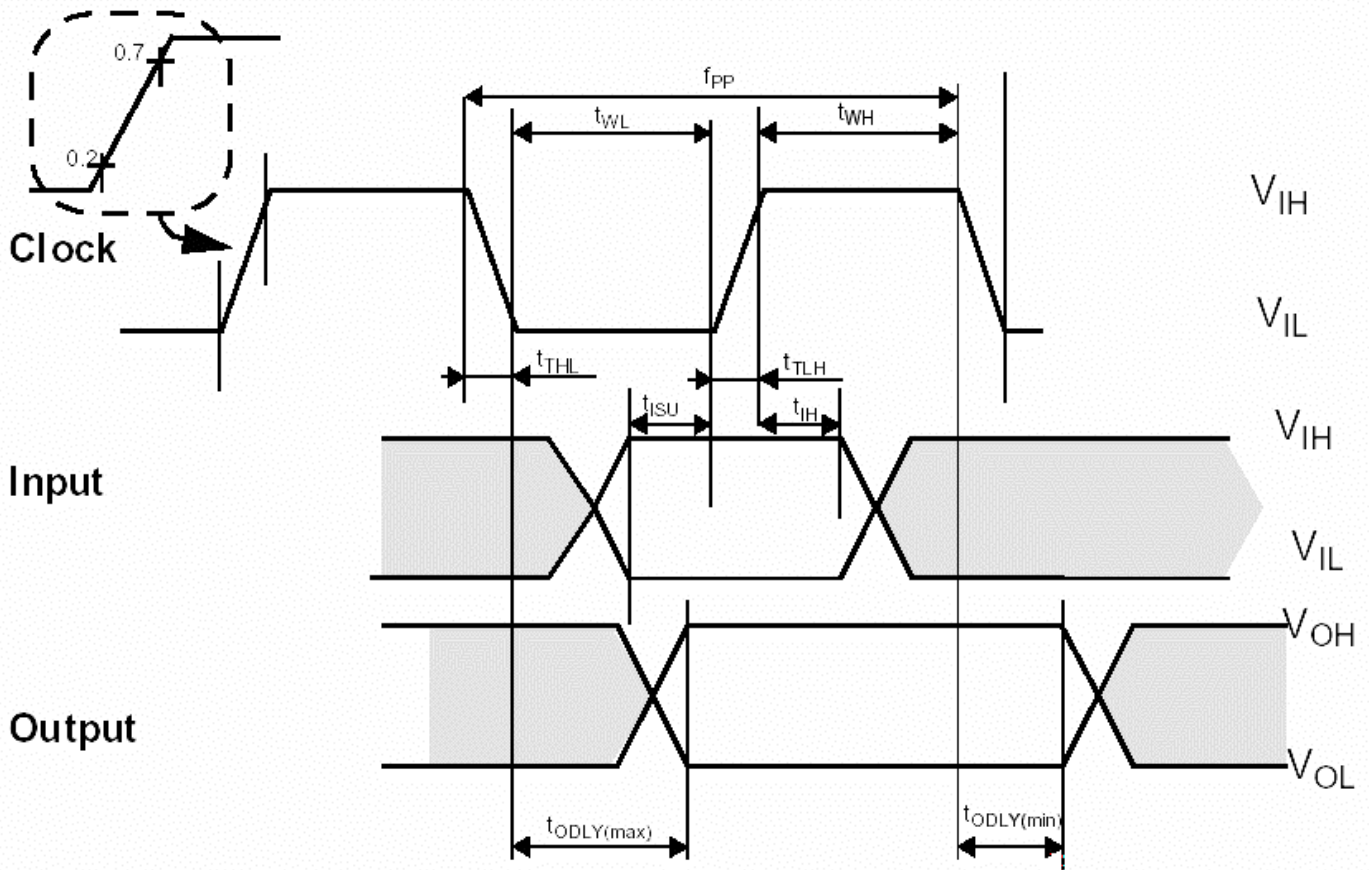 0.7
0.2
fPP
tWL
tWH
VIH
Clock
VIL
tTHL
tTLH
tISU
tIH
VIH
Input
VIL
VOH
Output
VOL
tODLY(max)
tODLY(min)